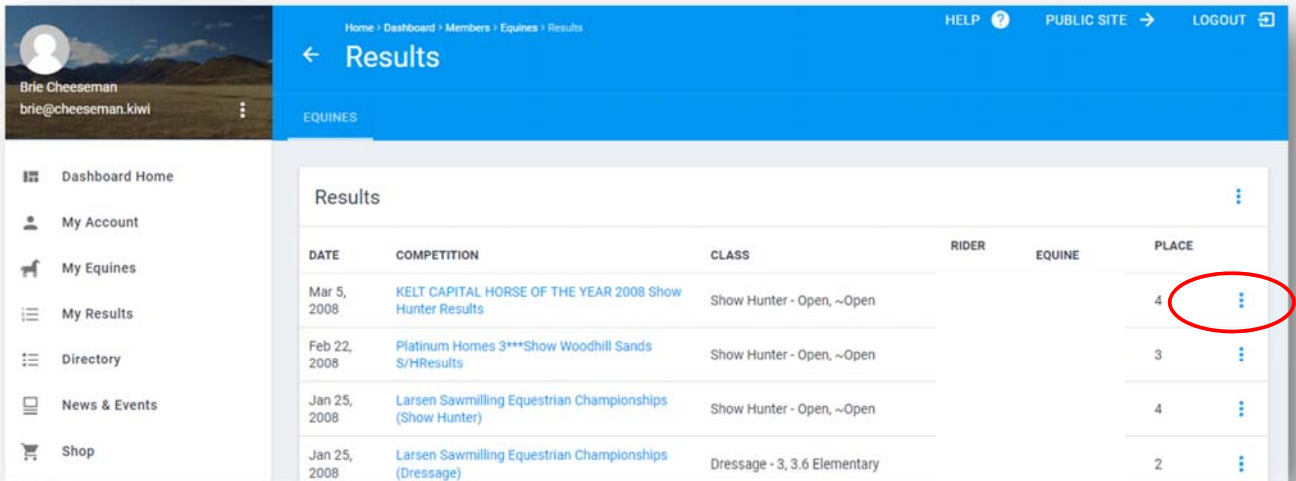 Home > Dashboard > Members > Equines > Results
HELP ?
PUBLIC SITE
LOGOUT
Results
Brie Cheeseman
brie@cheeseman.kiwi
EQUINES
Dashboard Home
My Account
My Equines
My Results
Directory
News & Events
Shop
Results
DATE COMPETITION CLASS RIDER EQUINE PLACE
Mar 5, KELT CAPITAL HORSE OF THE YEAR 2008 Show Show Hunter - Open, ~Open 4
2008 Hunter Results
Feb 22, Platinum Homes 3***Show Woodhill Sands Show Hunter - Open, ~Open 3
2008 S/HResults
Jan 25, Larsen Sawmilling Equestrian Championships Show Hunter - Open, ~Open 4
2008 (Show Hunter)
Jan 25, Larsen Sawmilling Equestrian Championships Dressage - 3, 3.6 Elementary 2
2008 (Dressage)